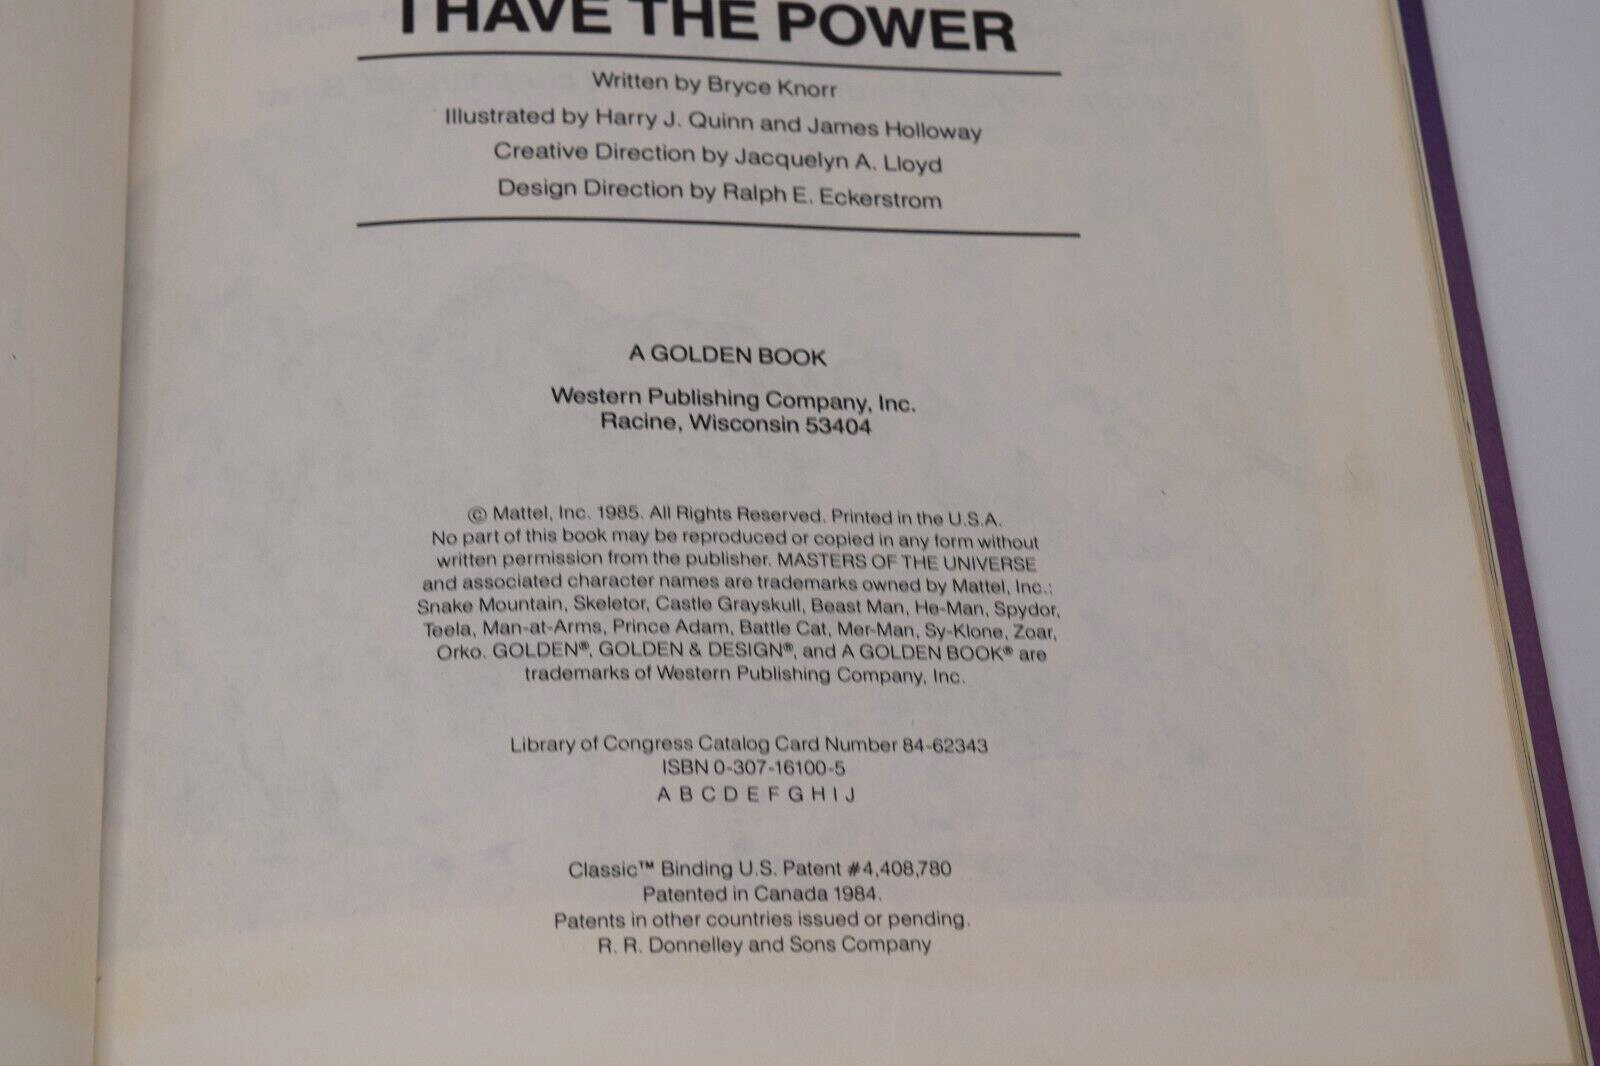 I HAVE THE POWER
Written by Bryce Knorr
Illustrated by Harry J. Quinn and James Holloway
Creative Direction by Jacquelyn A. Lloyd
Design Direction by Ralph E. Eckerstrom
A GOLDEN BOOK
Western Publishing Company, Inc.
Racine, Wisconsin 53404
© Mattel, Inc. 1985. All Rights Reserved. Printed in the U.S.A.
No part of this book may be reproduced or copied in any form without
written permission from the publisher. MASTERS OF THE UNIVERSE
and associated character names are trademarks owned by Mattel, Inc.:
Snake Mountain, Skeletor, Castle Grayskull, Beast Man, He-Man, Spydor,
Teela, Man-at-Arms, Prince Adam, Battle Cat, Mer-Man, Sy-Klone, Zoar,
Orko. GOLDEN®, GOLDEN & DESIGN®, and A GOLDEN BOOK® are
trademarks of Western Publishing Company, Inc.
Library of Congress Catalog Card Number 84-62343
ISBN 0-307-16100-5
A B C D E F G H I J
Classic™ Binding U.S. Patent #4,408,780
Patented in Canada 1984.
Patents in other countries issued or pending.
R. R. Donnelley and Sons Company